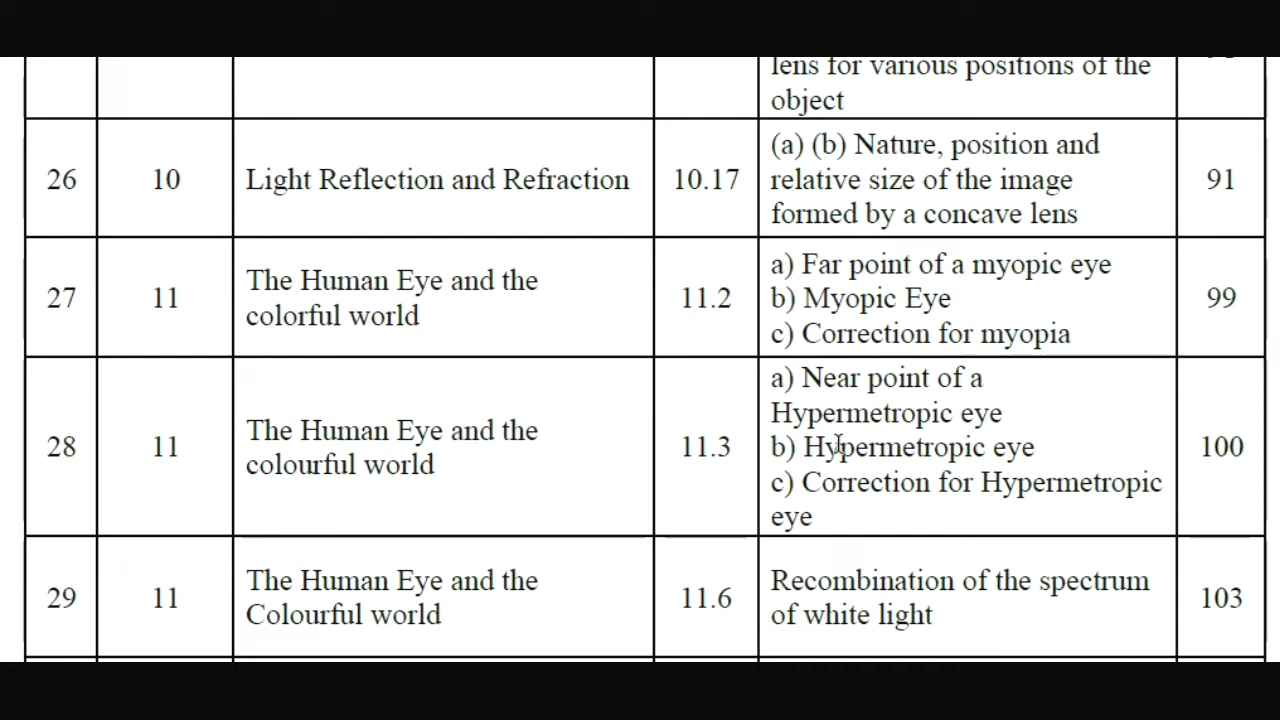 lens for various positions of the
object
26 10 Light Reflection and Refraction 10.17 (a) (b) Nature, position and
relative size of the image
formed by a concave lens
91
27 11 The Human Eye and the
colorful world
11.2 a) Far point of a myopic eye
b) Myopic Eye
c) Correction for myopia
99
28 11 The Human Eye and the
colourful world
11.3 a) Near point of a
Hypermetropic eye
b) Hypermetropic eye
c) Correction for Hypermetropic
eye
100
29 11 The Human Eye and the
Colourful world
11.6 Recombination of the spectrum
of white light
103